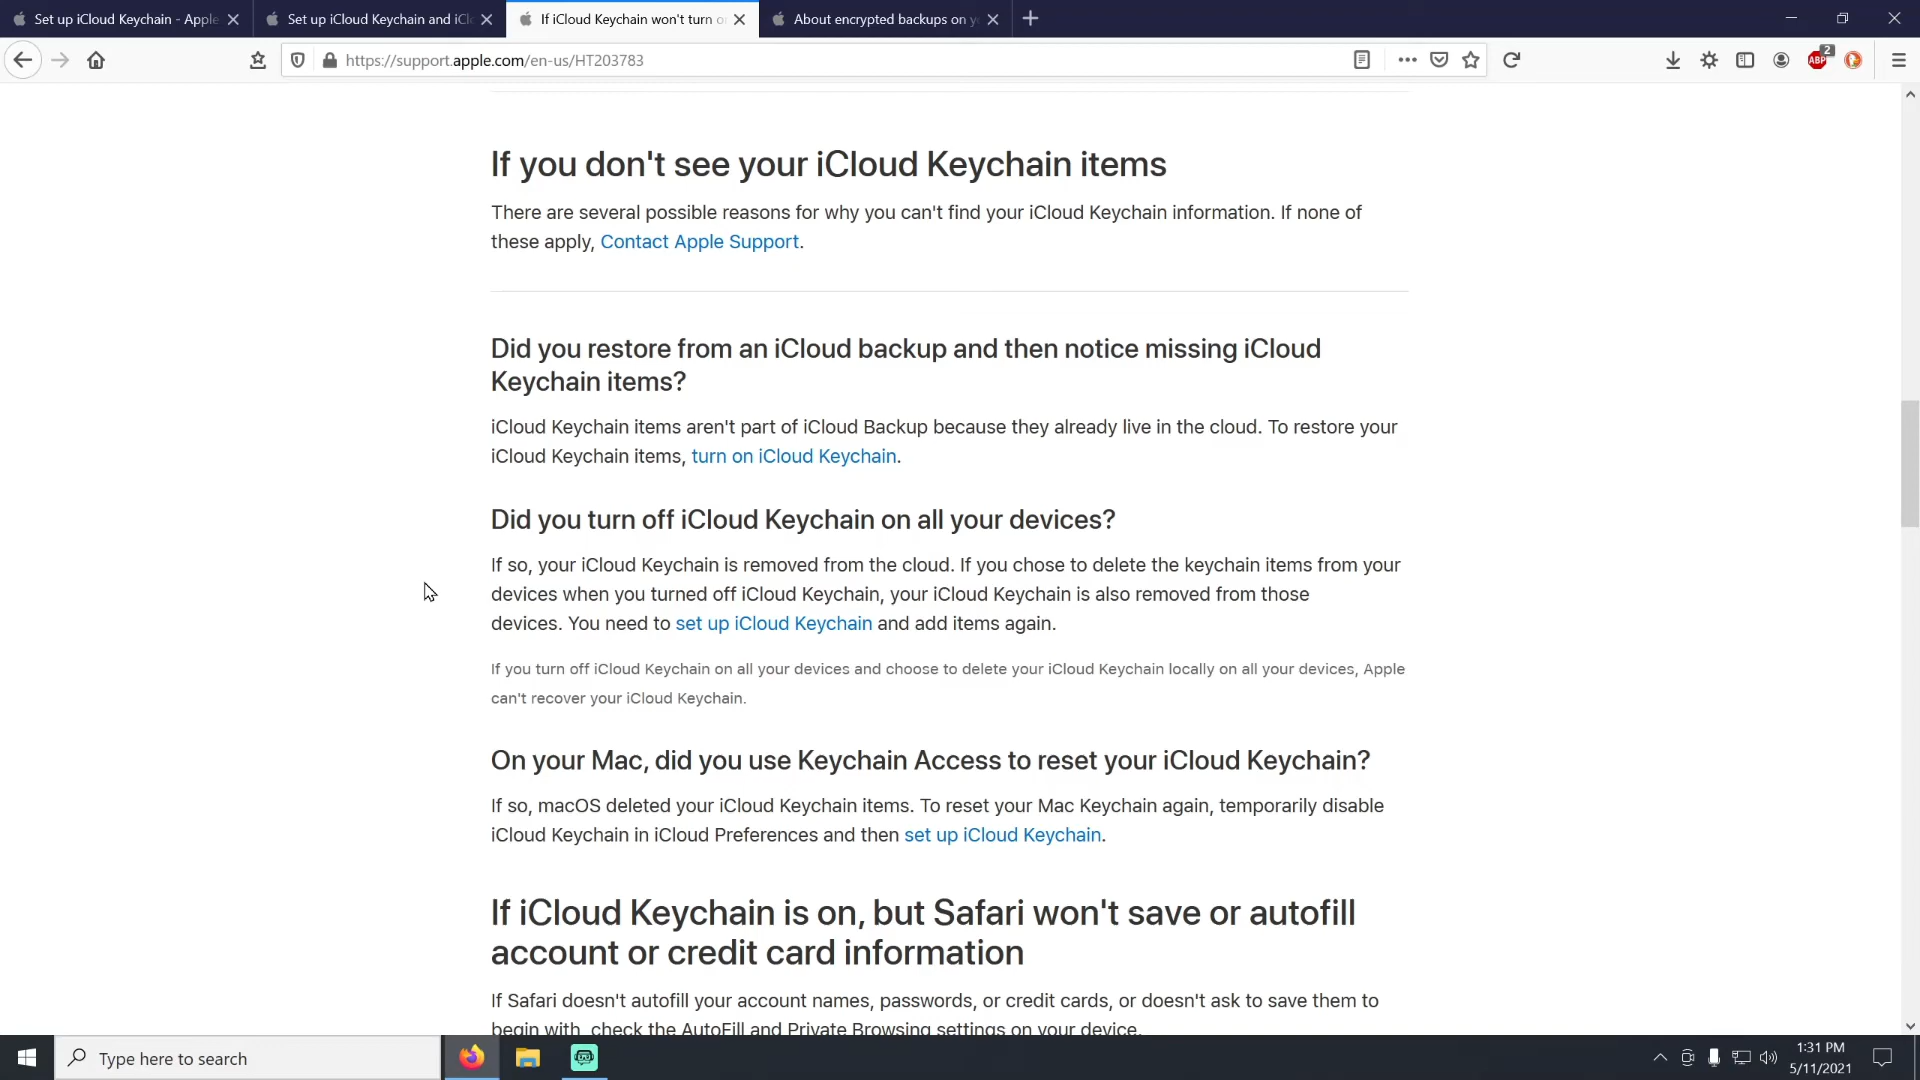 Set up iCloud Keychain - Apple
Set up iCloud Keychain and iCl
If iCloud Keychain won't turn o
About encrypted backups on y
https://support.apple.com/en-us/HT203783
ABP
2
If you don't see your iCloud Keychain items
There are several possible reasons for why you can't find your iCloud Keychain information. If none of
these apply, Contact Apple Support.
Did you restore from an iCloud backup and then notice missing iCloud
Keychain items?
iCloud Keychain items aren't part of iCloud Backup because they already live in the cloud. To restore your
iCloud Keychain items, turn on iCloud Keychain.
Did you turn off iCloud Keychain on all your devices?
If so, your iCloud Keychain is removed from the cloud. If you chose to delete the keychain items from your
devices when you turned off iCloud Keychain, your iCloud Keychain is also removed from those
devices. You need to set up iCloud Keychain and add items again.
If you turn off iCloud Keychain on all your devices and choose to delete your iCloud Keychain locally on all your devices, Apple
can't recover your iCloud Keychain.
On your Mac, did you use Keychain Access to reset your iCloud Keychain?
If so, macOS deleted your iCloud Keychain items. To reset your Mac Keychain again, temporarily disable
iCloud Keychain in iCloud Preferences and then set up iCloud Keychain.
If iCloud Keychain is on, but Safari won't save or autofill
account or credit card information
If Safari doesn't autofill your account names, passwords, or credit cards, or doesn't ask to save them to
begin with, check the AutoFill and Private Browsing settings on your device.
Type here to search
1:31 PM
5/11/2021